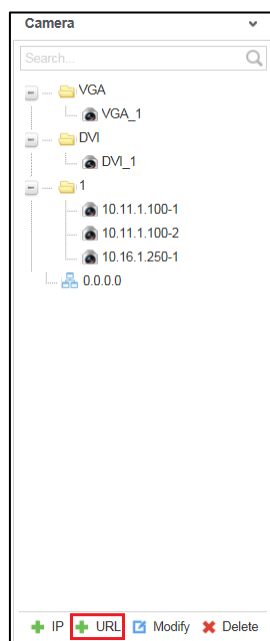 Camera
Search...
VGA
VGA_1
DVI
DVI_1
1
10.11.1.100-1
10.11.1.100-2
10.16.1.250-1
0.0.0.0
IP URL Modify Delete